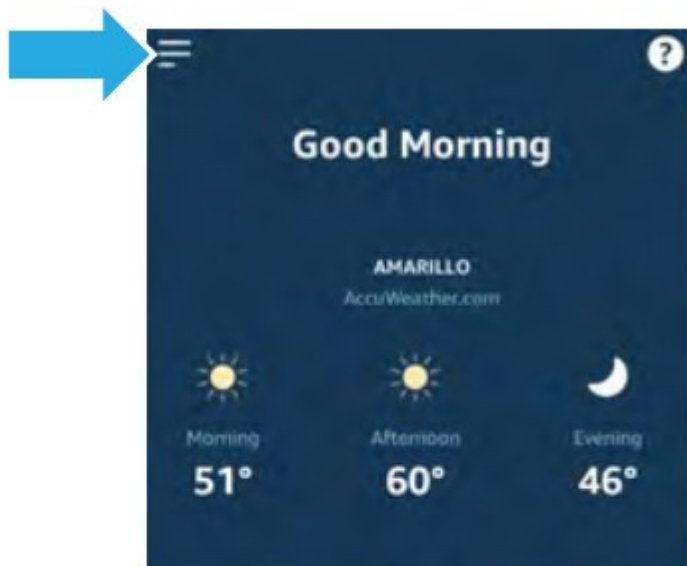 ?
Good Morning
AMARILLO
AccuWeather.com
Morning Afternoon Evening
51° 60° 46°